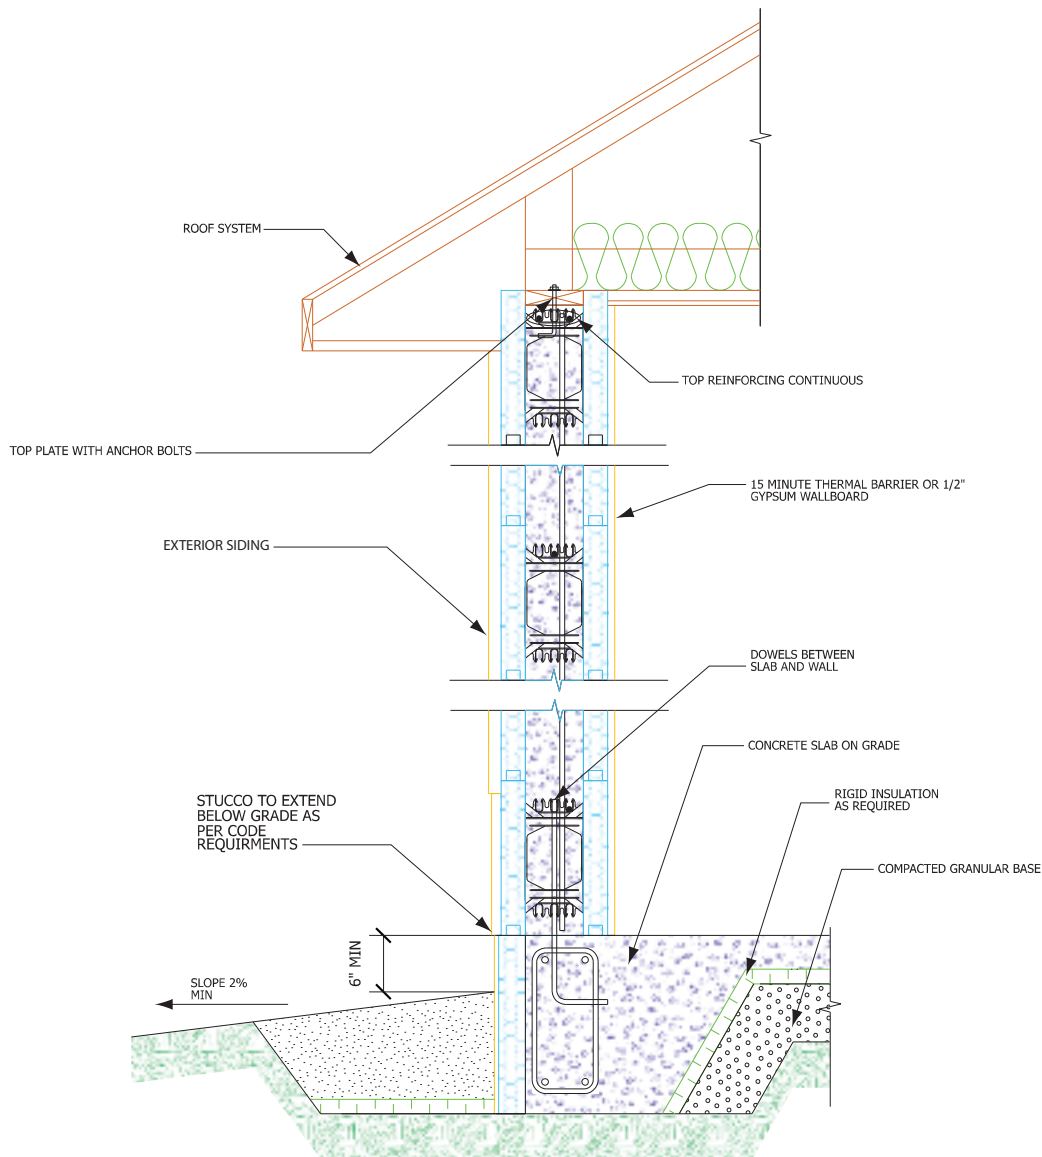 ROOF SYSTEM
TOP REINFORCING CONTINUOUS
TOP PLATE WITH ANCHOR BOLTS
15 MINUTE THERMAL BARRIER OR 1/2"
GYPSUM WALLBOARD
EXTERIOR SIDING
DOWELS BETWEEN
SLAB AND WALL
CONCRETE SLAB ON GRADE
RIGID INSULATION
AS REQUIRED
STUCCO TO EXTEND
BELOW GRADE AS
PER CODE
REQUIRMENTS
COMPACTED GRANULAR BASE
6" MIN
SLOPE 2%
MIN